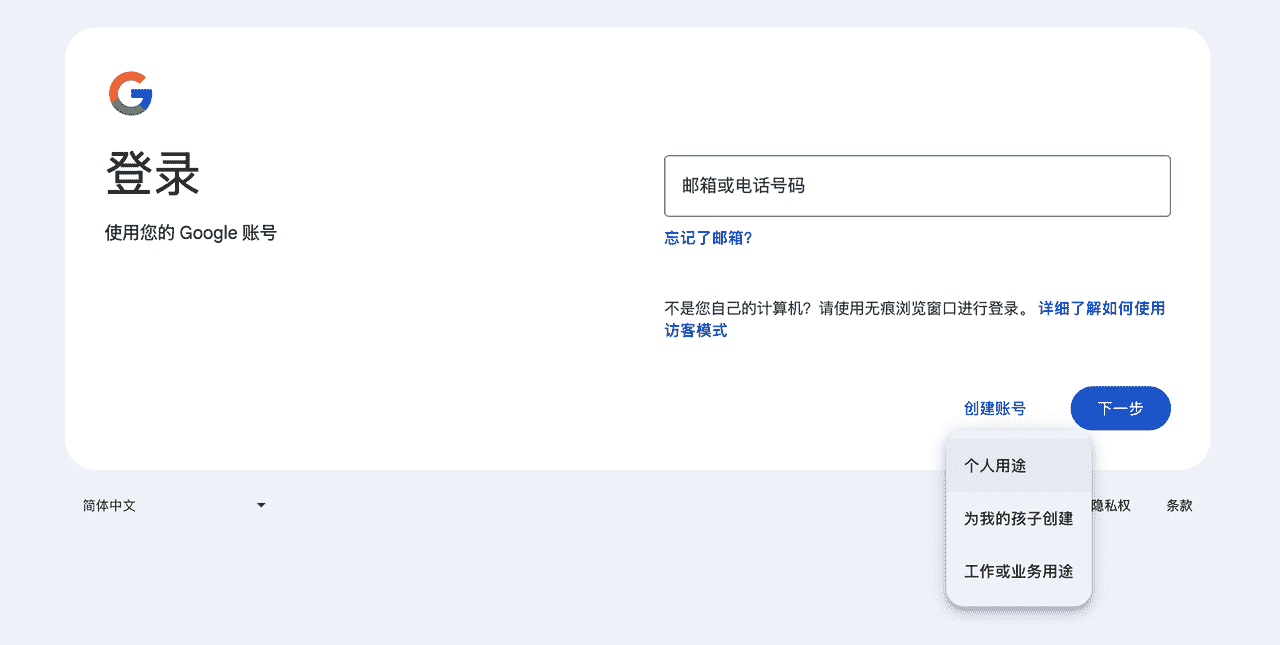 登录
使用您的 Google 账号
邮箱或电话号码
忘记了邮箱?
不是您自己的计算机?请使用无痕浏览窗口进行登录。 详细了解如何使用
访客模式
创建账号
下一步
个人用途
为我的孩子创建
工作或业务用途
简体中文
隐私权
条款